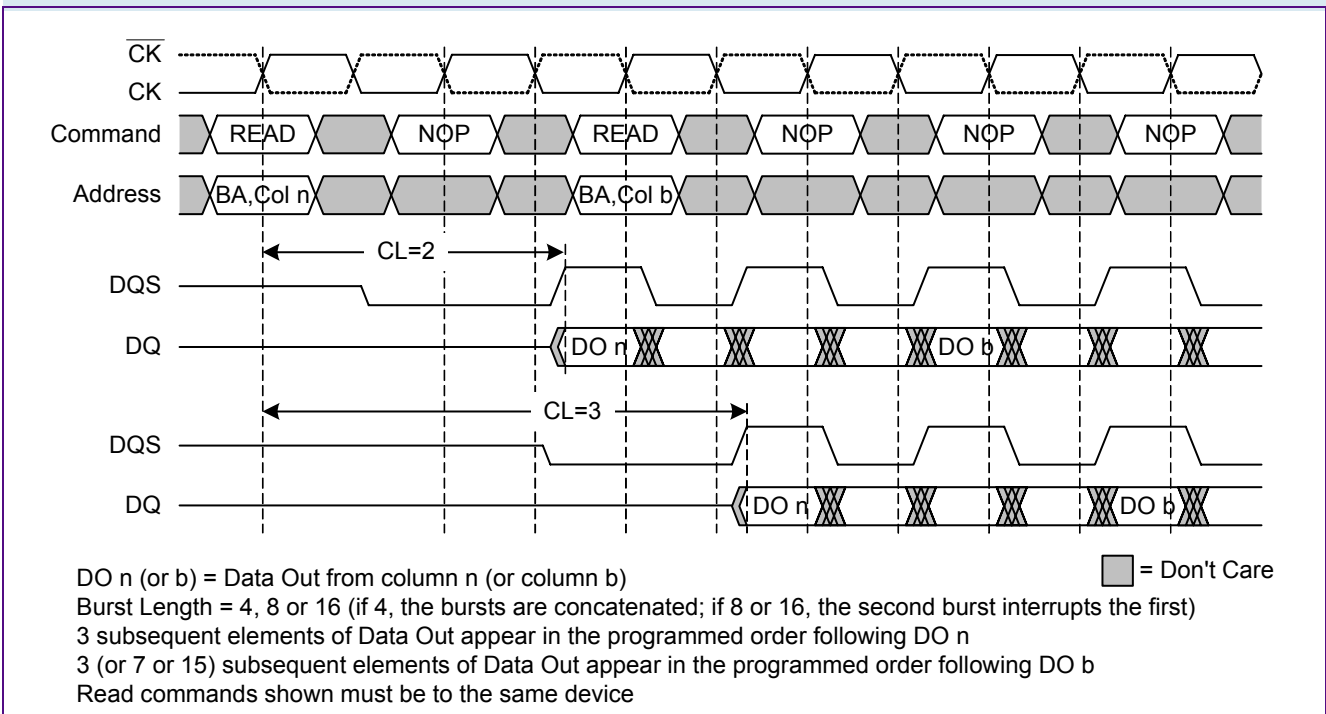 CK
CK
Command READ NOP READ NOP NOP NOP
Address BA,Col n BA,Col b
CL=2
DQS
DQ DO n DO b
CL=3
DQS
DQ DO n DO b
DO n (or b) = Data Out from column n (or column b)
= Don't Care
Burst Length = 4, 8 or 16 (if 4, the bursts are concatenated; if 8 or 16, the second burst interrupts the first)
3 subsequent elements of Data Out appear in the programmed order following DO n
3 (or 7 or 15) subsequent elements of Data Out appear in the programmed order following DO b
Read commands shown must be to the same device